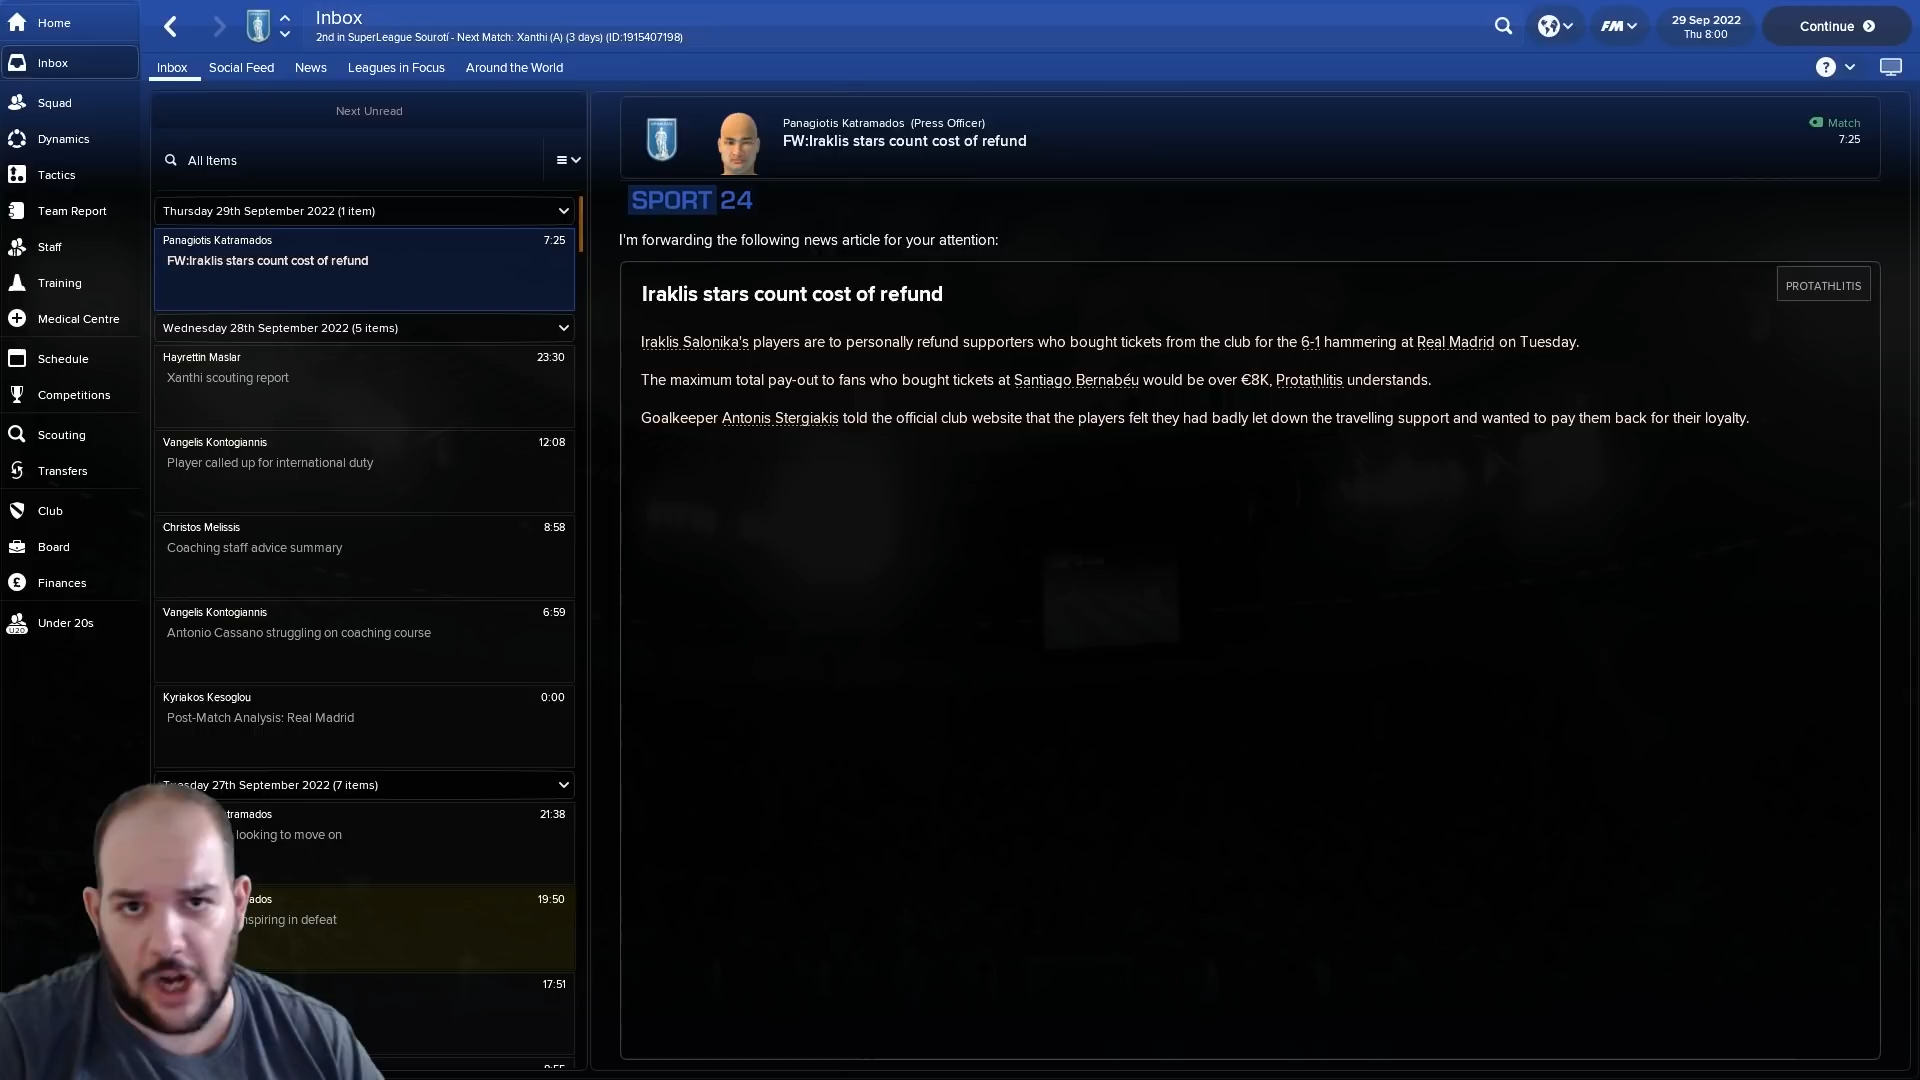 Home
Inbox
Squad
Dynamics
Tactics
Team Report
Staff
Training
Medical Centre
Schedule
Competitions
Scouting
Transfers
Club
Board
Finances
U20
Under 20s
Inbox
2nd in SuperLeague Souroti - Next Match: Xanthi (A) (3 days) (ID:1915407198)
FM
29 Sep 2022
Thu 8:00
Continue
Inbox Social Feed News Leagues in Focus Around the World
?
Next Unread
All Items
Thursday 29th September 2022 (1 item)
Panagiotis Katramados 7:25
FW:Iraklis stars count cost of refund
Wednesday 28th September 2022 (5 items)
Hayrettin Maslar 23:30
Xanthi scouting report
Vangelis Kontogiannis 12:08
Player called up for international duty
Christos Melissis 8:58
Coaching staff advice summary
Vangelis Kontogiannis 6:59
Antonio Cassano struggling on coaching course
Kyriakos Kesoglou 0:00
Post-Match Analysis: Real Madrid
Tuesday 27th September 2022 (7 items)
tramados 21:38
looking to move on
ados 19:50
nspiring in defeat
17:51
Panagiotis Katramados (Press Officer)
FW:Iraklis stars count cost of refund
Match
7:25
SPORT 24
I'm forwarding the following news article for your attention:
Iraklis stars count cost of refund
PROTATHLITIS
Iraklis Salonika's players are to personally refund supporters who bought tickets from the club for the 6-1 hammering at Real Madrid on Tuesday.
The maximum total pay-out to fans who bought tickets at Santiago Bernabéu would be over €8K, Protathlitis understands.
Goalkeeper Antonis Stergiakis told the official club website that the players felt they had badly let down the travelling support and wanted to pay them back for their loyalty.